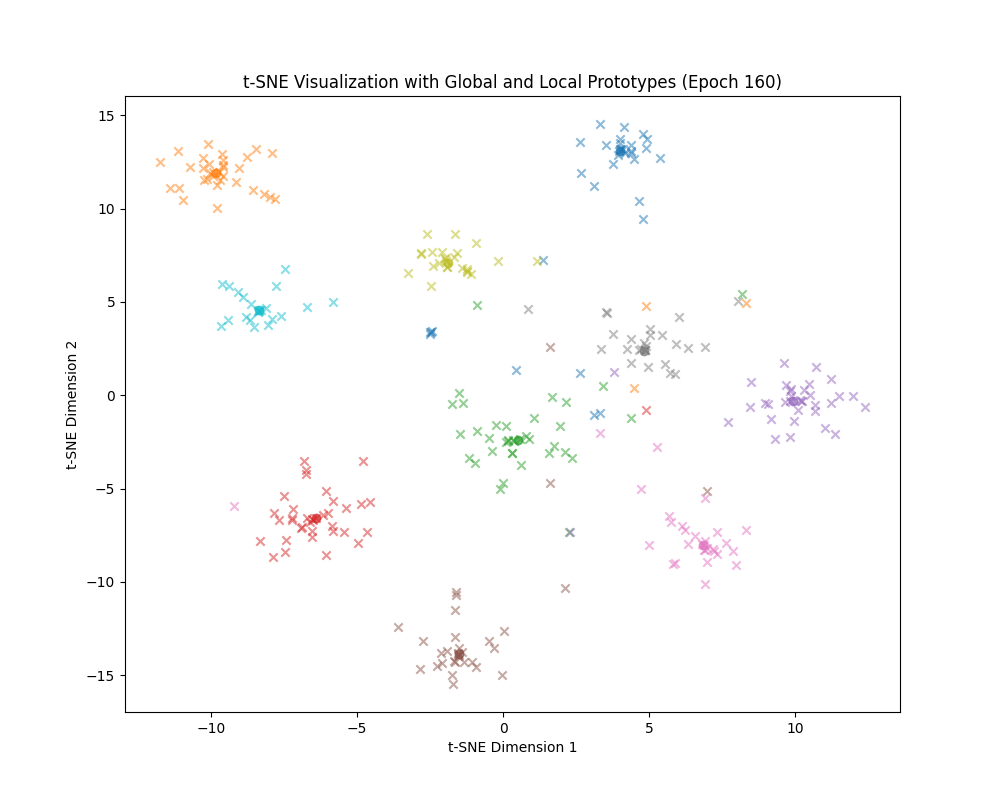 t-SNE Visualization with Global and Local Prototypes (Epoch 160)
15
10
5
0
−5
−10
−15
t-SNE Dimension 2
−10 −5 0 5 10
t-SNE Dimension 1